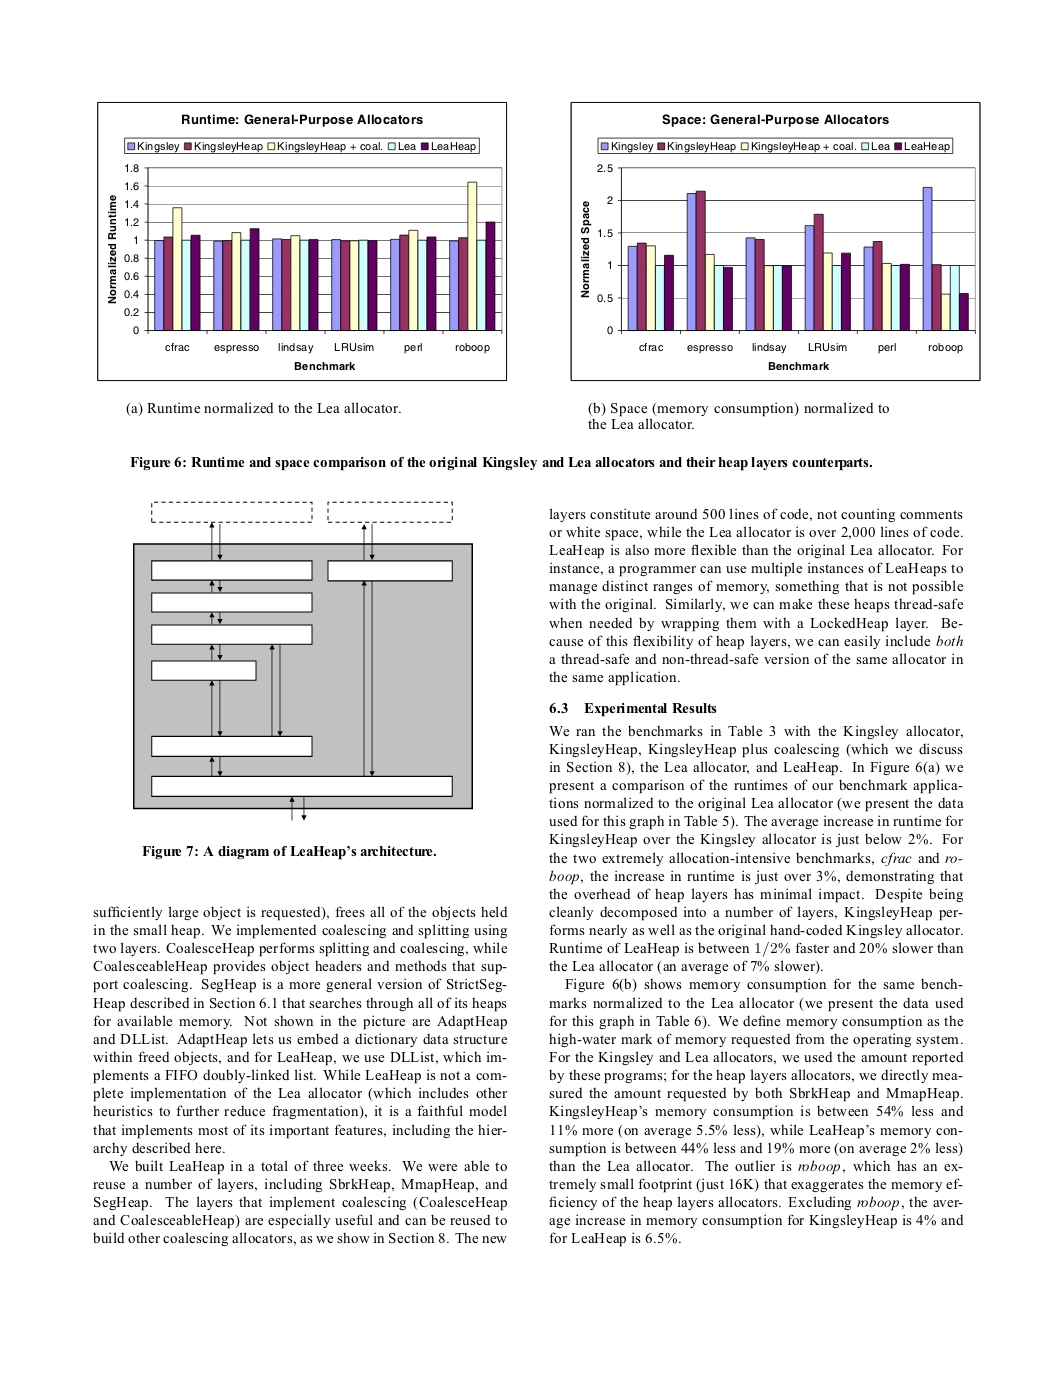 Runtime: General-Purpose Allocators
Kingsley KingsleyHeap KingsleyHeap + coal. Lea LeaHeap
1.8
1.6
1.4
1.2
1
0.8
0.6
0.4
0.2
0
Normalized Runtime
cfrac espresso lindsay LRUsim perl roboop
Benchmark
(a) Runtime normalized to the Lea allocator.
Space: General-Purpose Allocators
Kingsley KingsleyHeap KingsleyHeap + coal. Lea LeaHeap
2.5
2
1.5
1
0.5
0
Normalized Space
cfrac espresso lindsay LRUsim perl roboop
Benchmark
(b) Space (memory consumption) normalized to
the Lea allocator.
Figure 6: Runtime and space comparison of the original Kingsley and Lea allocators and their heap layers counterparts.
Figure 7: A diagram of LeaHeap's architecture.
sufficiently large object is requested), frees all of the objects held
in the small heap. We implemented coalescing and splitting using
two layers. CoalesceHeap performs splitting and coalescing, while
CoalesceableHeap provides object headers and methods that sup-
port coalescing. SegHeap is a more general version of StrictSeg-
Heap described in Section 6.1 that searches through all of its heaps
for available memory. Not shown in the picture are AdaptHeap
and DLList. AdaptHeap lets us embed a dictionary data structure
within freed objects, and for LeaHeap, we use DLList, which im-
plements a FIFO doubly-linked list. While LeaHeap is not a com-
plete implementation of the Lea allocator (which includes other
heuristics to further reduce fragmentation), it is a faithful model
that implements most of its important features, including the hier-
archy described here.
We built LeaHeap in a total of three weeks. We were able to
reuse a number of layers, including SbrkHeap, MmapHeap, and
SegHeap. The layers that implement coalescing (CoalesceHeap
and CoalesceableHeap) are especially useful and can be reused to
build other coalescing allocators, as we show in Section 8. The new
layers constitute around 500 lines of code, not counting comments
or white space, while the Lea allocator is over 2,000 lines of code.
LeaHeap is also more flexible than the original Lea allocator. For
instance, a programmer can use multiple instances of LeaHeaps to
manage distinct ranges of memory, something that is not possible
with the original. Similarly, we can make these heaps thread-safe
when needed by wrapping them with a LockedHeap layer. Be-
cause of this flexibility of heap layers, we can easily include both
a thread-safe and non-thread-safe version of the same allocator in
the same application.
6.3 Experimental Results
We ran the benchmarks in Table 3 with the Kingsley allocator,
KingsleyHeap, KingsleyHeap plus coalescing (which we discuss
in Section 8), the Lea allocator, and LeaHeap. In Figure 6(a) we
present a comparison of the runtimes of our benchmark applica-
tions normalized to the original Lea allocator (we present the data
used for this graph in Table 5). The average increase in runtime for
KingsleyHeap over the Kingsley allocator is just below 2%. For
the two extremely allocation-intensive benchmarks, cfrac and ro-
boop, the increase in runtime is just over 3%, demonstrating that
the overhead of heap layers has minimal impact. Despite being
cleanly decomposed into a number of layers, KingsleyHeap per-
forms nearly as well as the original hand-coded Kingsley allocator.
Runtime of LeaHeap is between 1/2% faster and 20% slower than
the Lea allocator (an average of 7% slower).
Figure 6(b) shows memory consumption for the same bench-
marks normalized to the Lea allocator (we present the data used
for this graph in Table 6). We define memory consumption as the
high-water mark of memory requested from the operating system.
For the Kingsley and Lea allocators, we used the amount reported
by these programs; for the heap layers allocators, we directly mea-
sured the amount requested by both SbrkHeap and MmapHeap.
KingsleyHeap's memory consumption is between 54% less and
11% more (on average 5.5% less), while LeaHeap's memory con-
sumption is between 44% less and 19% more (on average 2% less)
than the Lea allocator. The outlier is roboop, which has an ex-
tremely small footprint (just 16K) that exaggerates the memory ef-
ficiency of the heap layers allocators. Excluding roboop, the aver-
age increase in memory consumption for KingsleyHeap is 4% and
for LeaHeap is 6.5%.